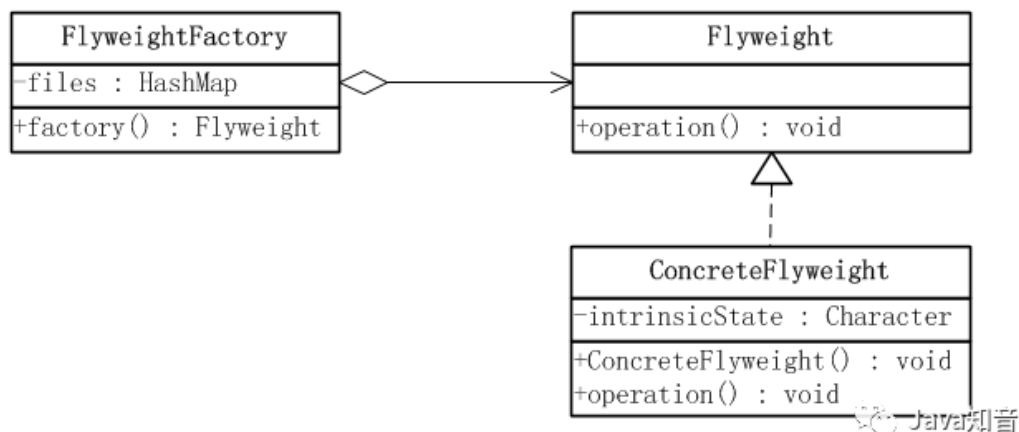 FlyweightFactory
-files : HashMap
+factory() : Flyweight
Flyweight
+operation() : void
ConcreteFlyweight
-intrinsicState : Character
+ConcreteFlyweight() : void
+operation() : void
Java知音